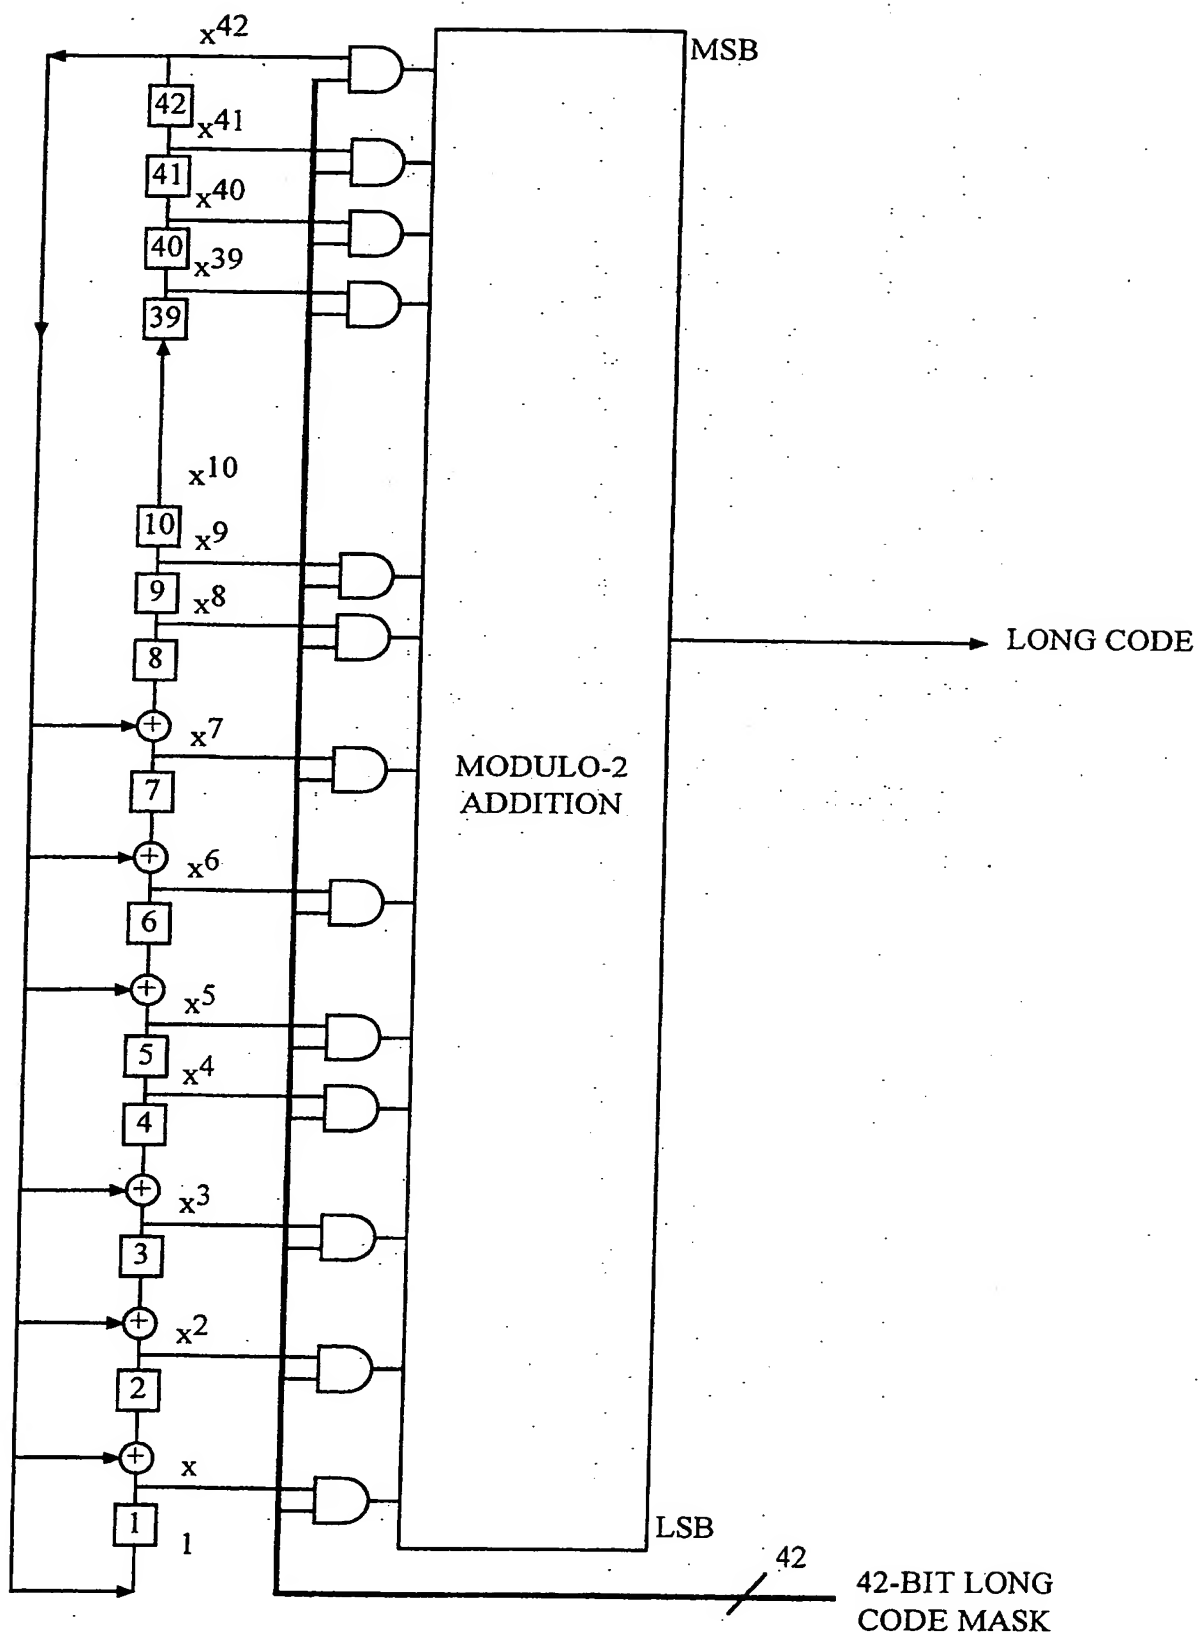 x42
MSB
42
x41
41
x40
40
x39
39
x10
10
x9
9
x8
8
LONG CODE
+
x7
MODULO-2
ADDITION
7
+
x6
6
+
x5
5
x4
4
+
x3
3
+
x2
2
+
x
1
1
LSB
42
42-BIT LONG
CODE MASK